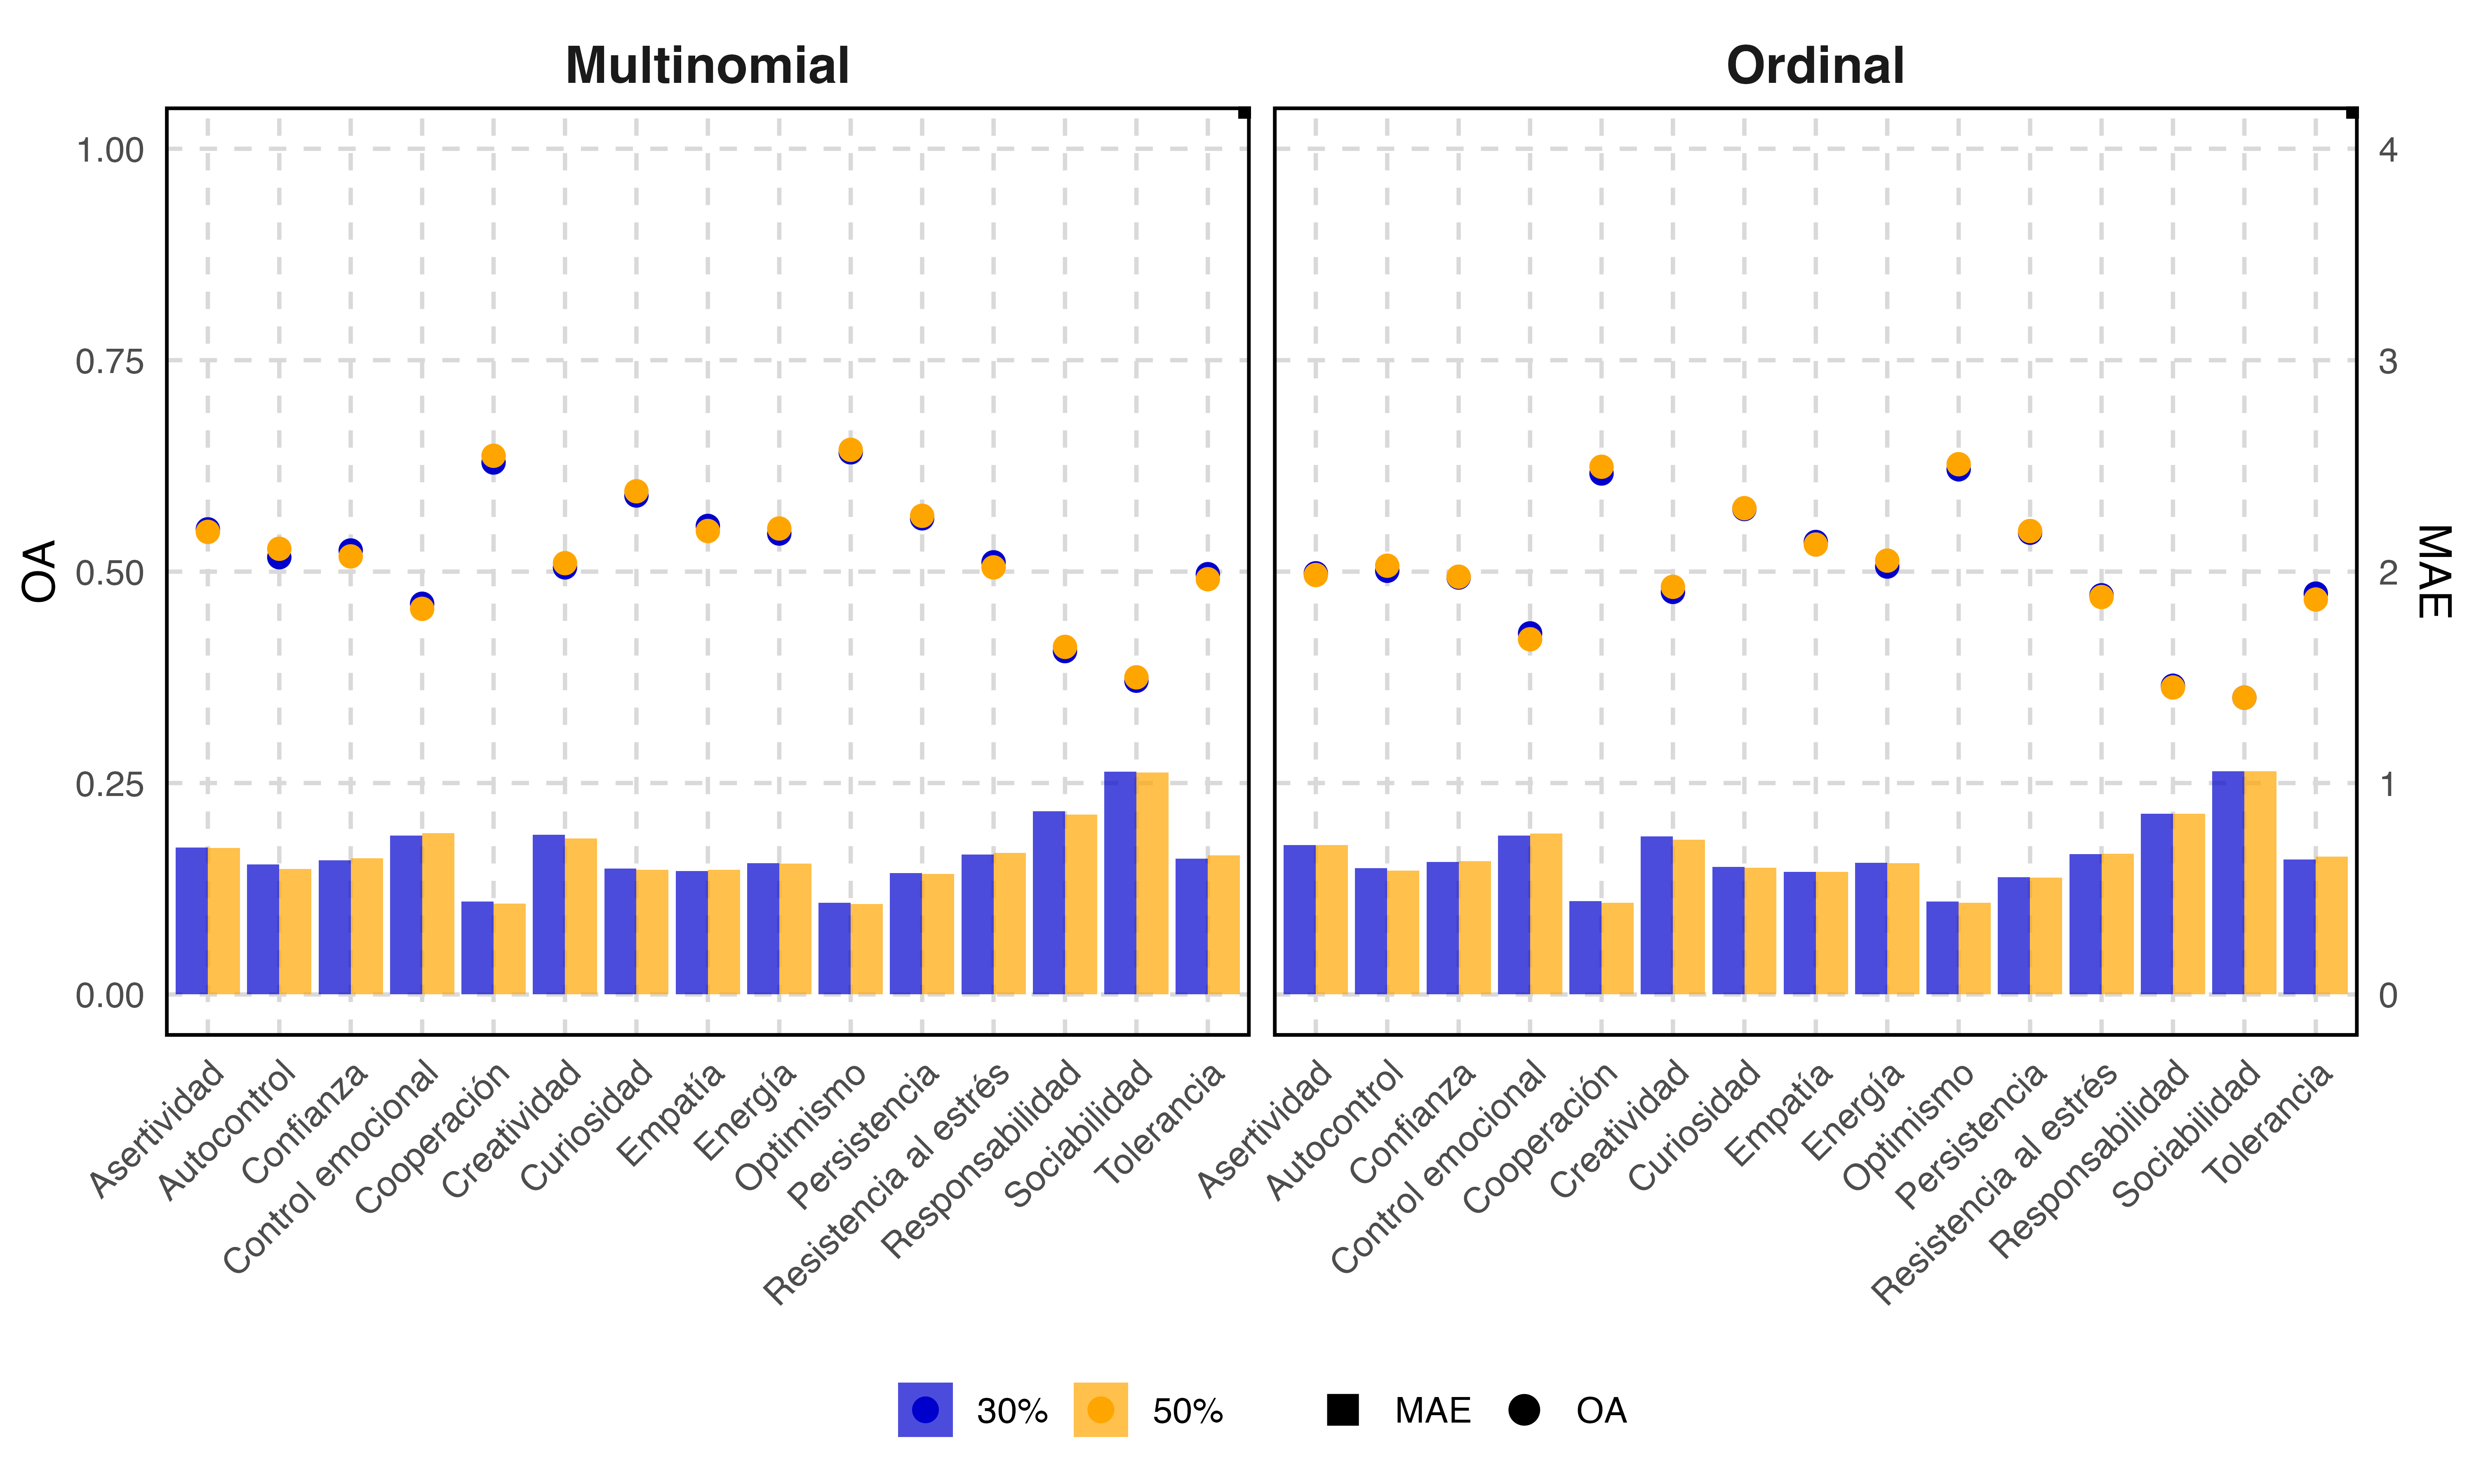 Multinomial
Ordinal
OA
1.00
0.75
0.50
0.25
0.00
4
3
2
1
0
MAE
Asertividad
Autocontrol
Confianza
Control emocional
Cooperación
Creatividad
Curiosidad
Empatía
Energía
Optimismo
Persistencia
Resistencia al estrés
Responsabilidad
Sociabilidad
Tolerancia
Asertividad
Autocontrol
Confianza
Control emocional
Cooperación
Creatividad
Curiosidad
Empatía
Energía
Optimismo
Persistencia
Resistencia al estrés
Responsabilidad
Sociabilidad
Tolerancia
30% 50% MAE OA